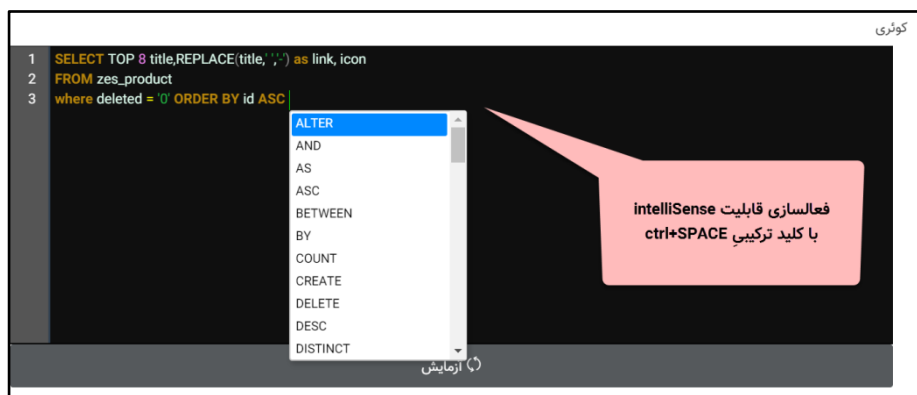 کوئری
1 SELECT TOP 8 title,REPLACE(title,' ','-') as link, icon
2 FROM zes_product
3 where deleted = '0' ORDER BY id ASC
ALTER
AND
AS
ASC
BETWEEN
BY
COUNT
CREATE
DELETE
DESC
DISTINCT
فعالسازی قابلیت intelliSense
با کلید ترکیبیِ ctrl+SPACE
آزمایش